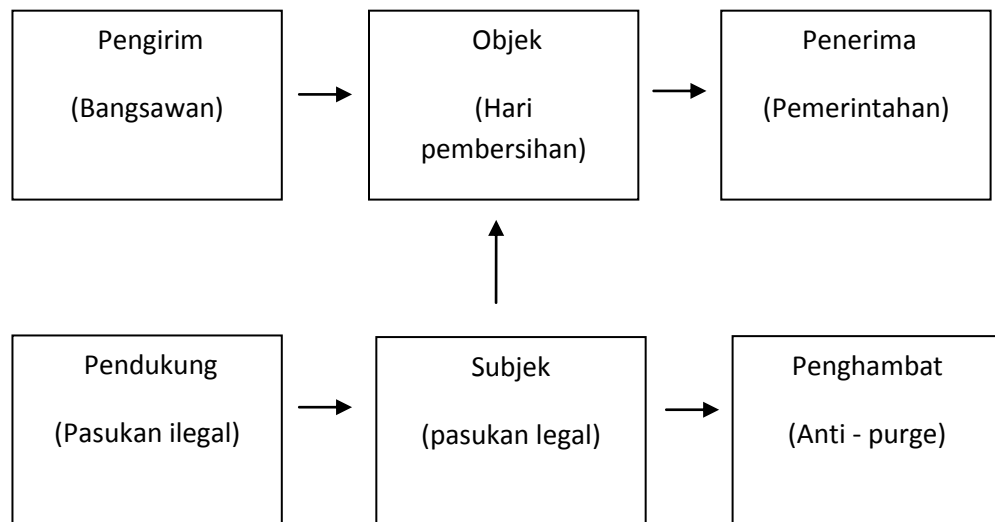 Pengirim
(Bangsawan)
Objek
(Hari
pembersihan)
Penerima
(Pemerintahan)
Pendukung
(Pasukan ilegal)
Subjek
(pasukan legal)
Penghambat
(Anti - purge)